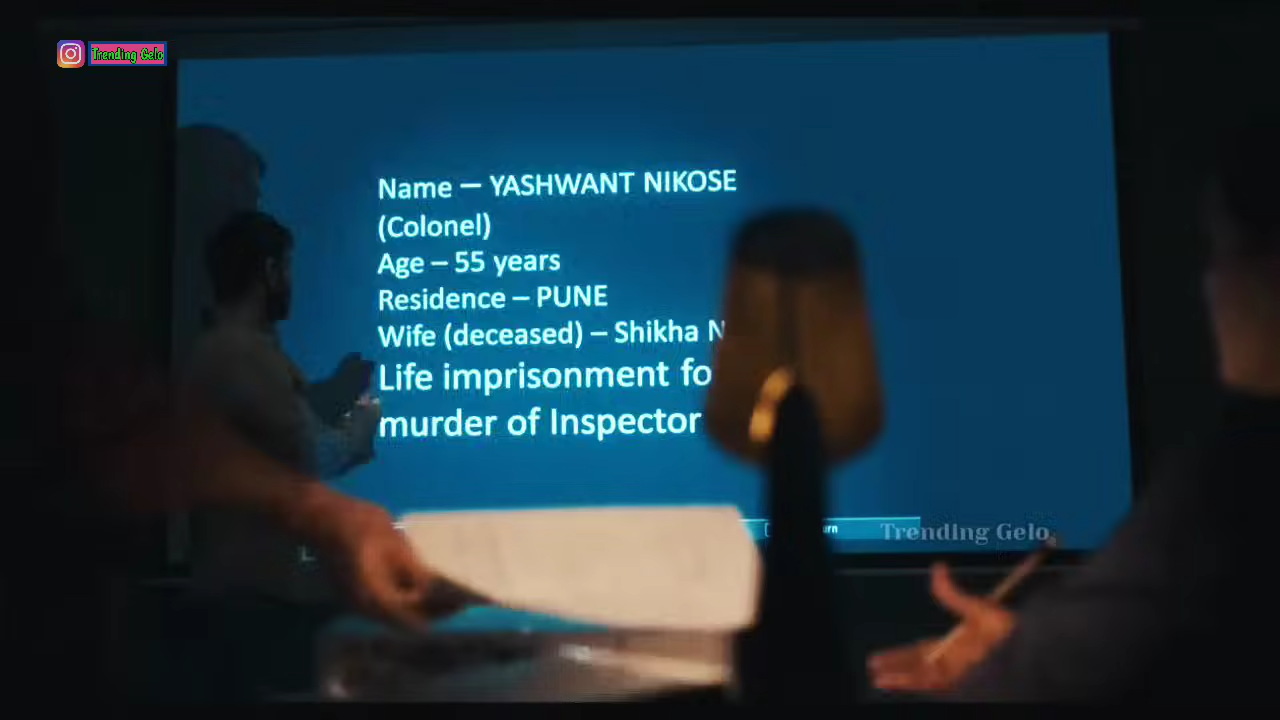 Trending Gelo
Name – YASHWANT NIKOSE
(Colonel)
Age – 55 years
Residence – PUNE
Wife (deceased) – Shikha
Life imprisonment
murder of Inspector
Trending Gelo